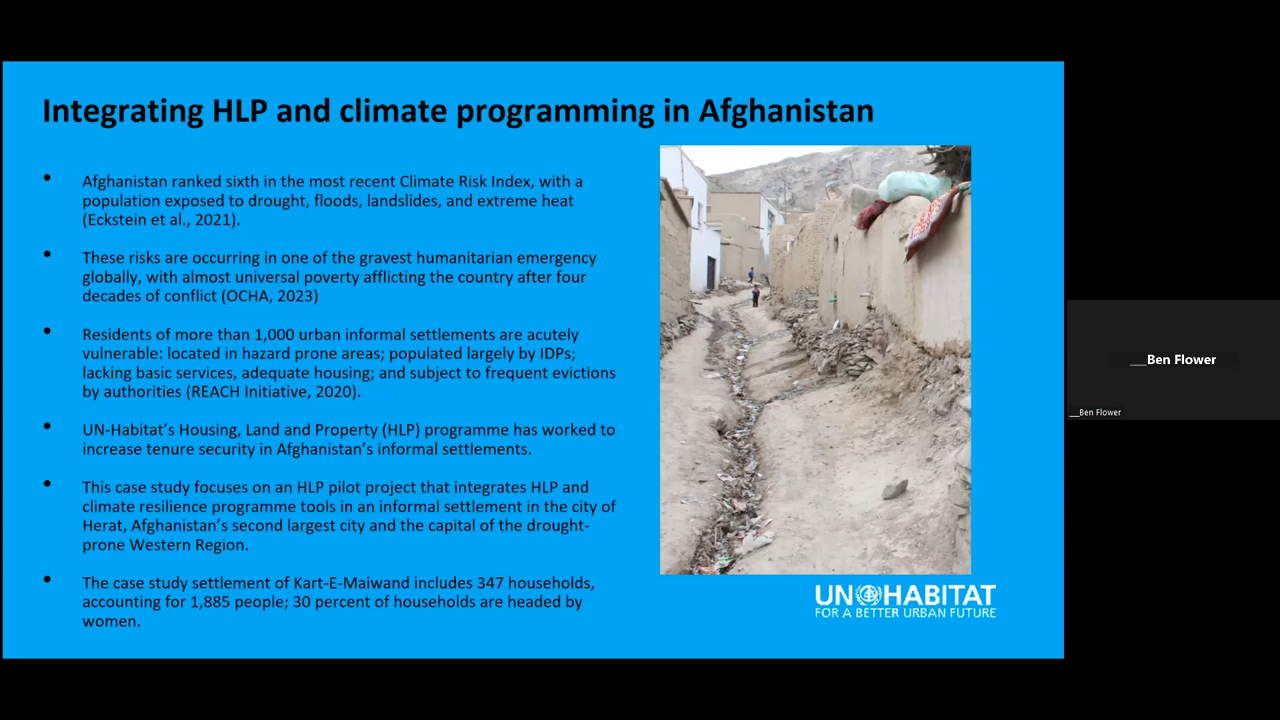 Integrating HLP and climate programming in Afghanistan
• Afghanistan ranked sixth in the most recent Climate Risk Index, with a
population exposed to drought, floods, landslides, and extreme heat
(Eckstein et al., 2021).
• These risks are occurring in one of the gravest humanitarian emergency
globally, with almost universal poverty afflicting the country after four
decades of conflict (OCHA, 2023)
• Residents of more than 1,000 urban informal settlements are acutely
vulnerable: located in hazard prone areas; populated largely by IDPs;
lacking basic services, adequate housing; and subject to frequent evictions
by authorities (REACH Initiative, 2020).
• UN-Habitat’s Housing, Land and Property (HLP) programme has worked to
increase tenure security in Afghanistan’s informal settlements.
• This case study focuses on an HLP pilot project that integrates HLP and
climate resilience programme tools in an informal settlement in the city of
Herat, Afghanistan’s second largest city and the capital of the drought-
prone Western Region.
• The case study settlement of Kart-E-Maiwand includes 347 households,
accounting for 1,885 people; 30 percent of households are headed by
women.
UN HABITAT
FOR A BETTER URBAN FUTURE
__Ben Flower
__Ben Flower